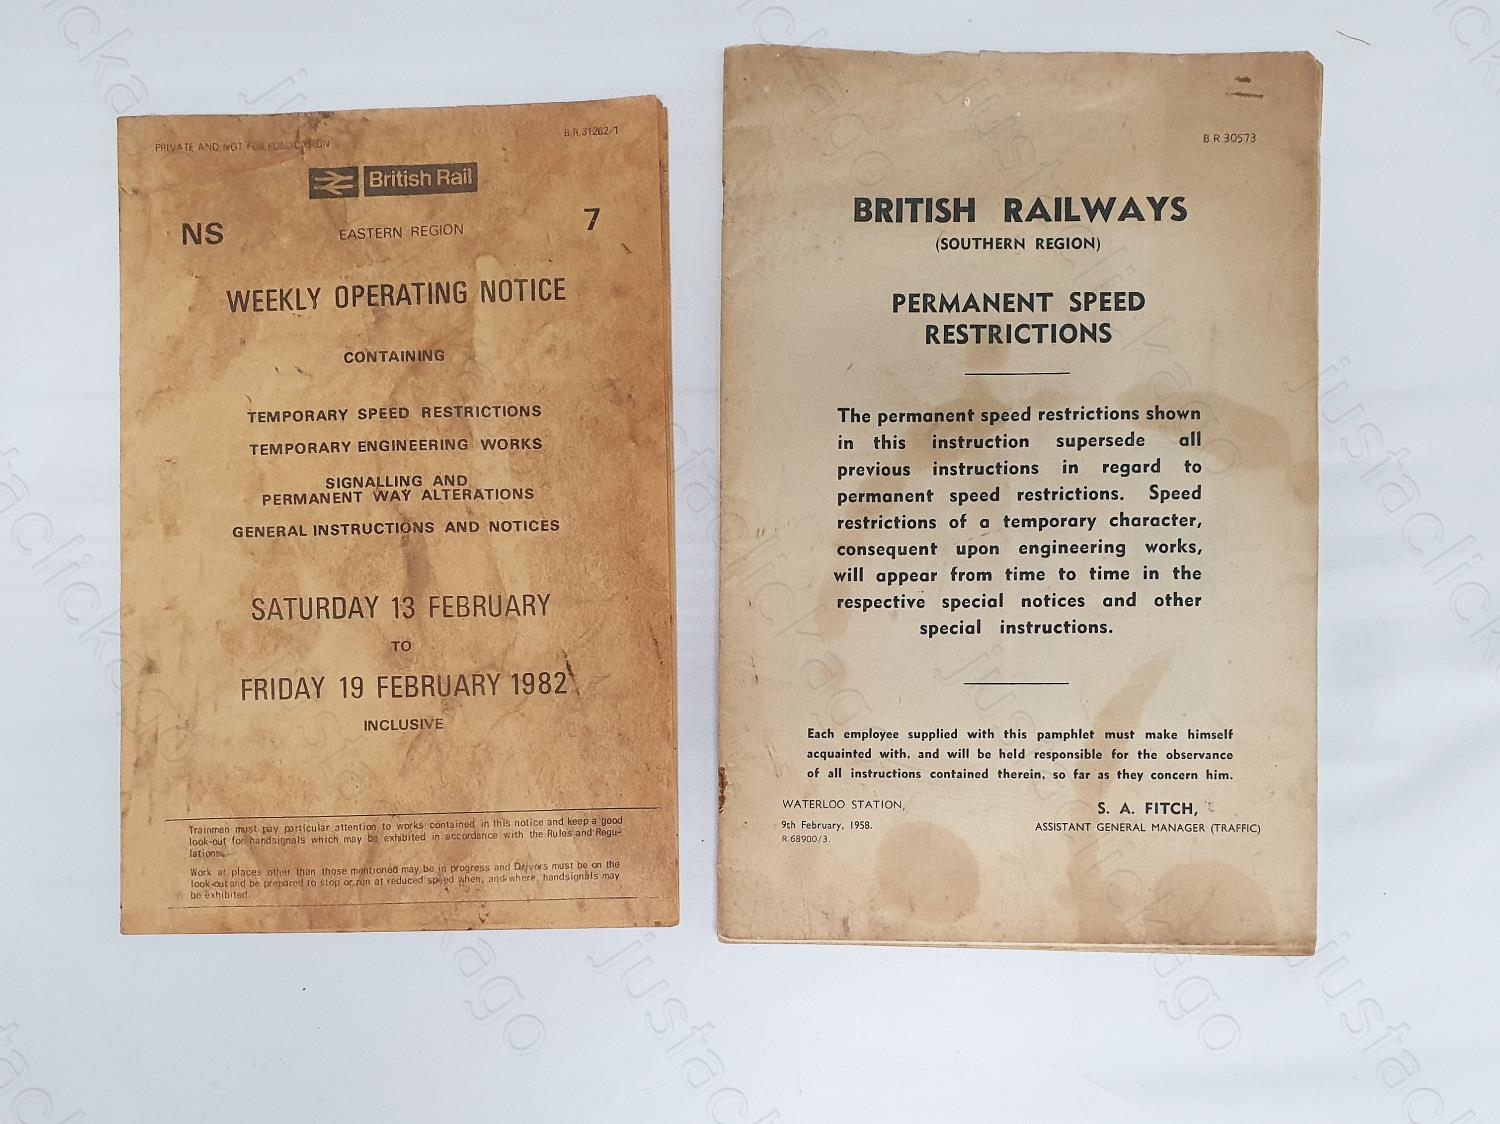 PRIVATE AND NOT FOR PUBLICATION
B.R.31262/1
British Rail
NS
EASTERN REGION
7
WEEKLY OPERATING NOTICE
CONTAINING
TEMPORARY SPEED RESTRICTIONS
TEMPORARY ENGINEERING WORKS
SIGNALLING AND
PERMANENT WAY ALTERATIONS
GENERAL INSTRUCTIONS AND NOTICES
SATURDAY 13 FEBRUARY
TO
FRIDAY 19 FEBRUARY 1982
INCLUSIVE
Trainmen must pay particular attention to works contained in this notice and keep a good
look-out for handsignals which may be exhibited in accordance with the Rules and Regu-
lations.
Work at places other than those mentioned may be in progress and Drivers must be on the
look-out and be prepared to stop or run at reduced speed when, and where, handsignals may
be exhibited.
B.R. 30573
BRITISH RAILWAYS
(SOUTHERN REGION)
PERMANENT SPEED
RESTRICTIONS
The permanent speed restrictions shown
in this instruction supersede all
previous instructions in regard to
permanent speed restrictions. Speed
restrictions of a temporary character,
consequent upon engineering works,
will appear from time to time in the
respective special notices and other
special instructions.
Each employee supplied with this pamphlet must make himself
acquainted with, and will be held responsible for the observance
of all instructions contained therein, so far as they concern him.
WATERLOO STATION,
9th February, 1958.
R.68900/3.
S. A. FITCH,
ASSISTANT GENERAL MANAGER (TRAFFIC)
justaclickago